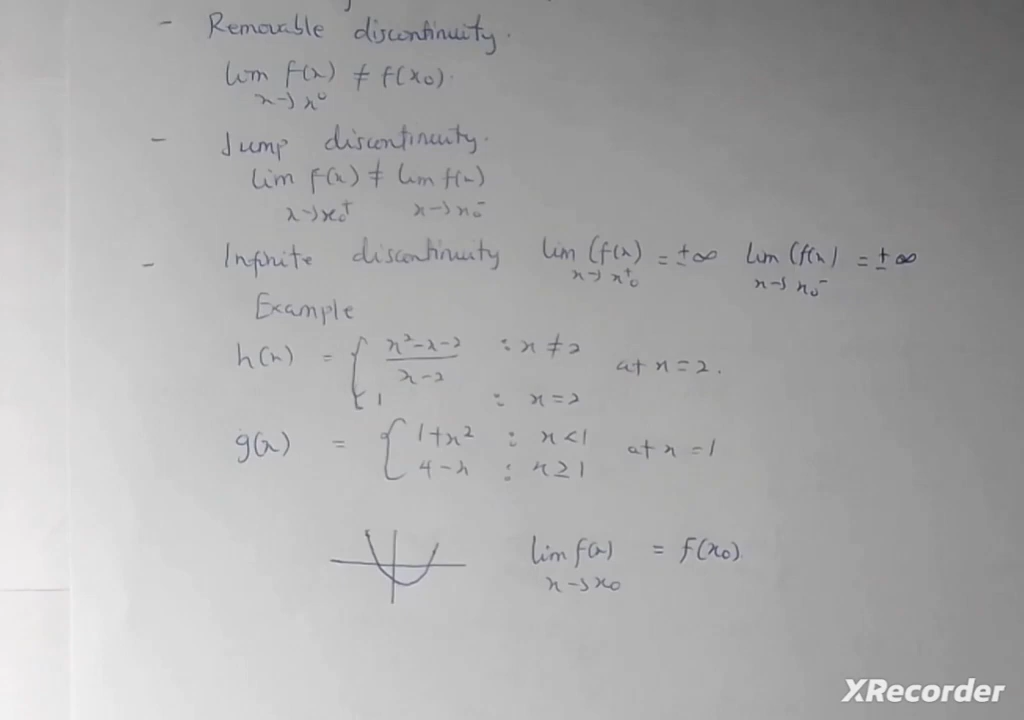 - Removable discontinuity.
lim f(x) ≠ f(x0).
x→x0
- Jump discontinuity.
lim f(x) ≠ lim f(x)
x→x0+ x→x0-
- Infinite discontinuity lim (f(x) = ±∞ lim (f(x) = ±∞
x→x0+ x→x0-
Example
h(x) = { x²-x-2 / x-2 : x ≠ 2 at x = 2.
1 : x = 2
g(x) = { 1+x² : x < 1 at x = 1
4-x : x ≥ 1
lim f(x) = f(x0).
x→x0
XRecorder